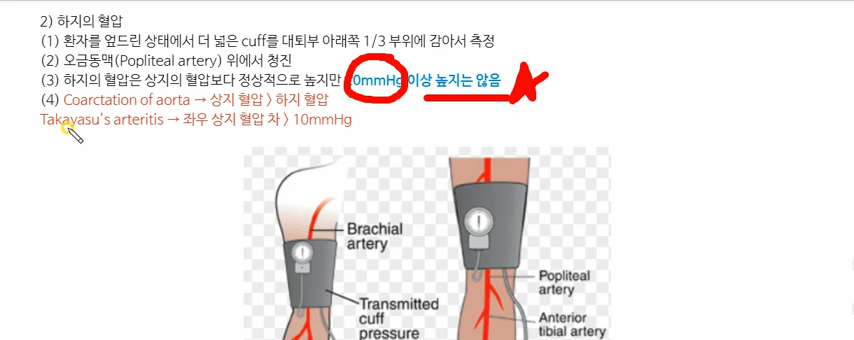 2) 하지의 혈압
(1) 환자를 엎드린 상태에서 더 넓은 cuff를 대퇴부 아래쪽 1/3 부위에 감아서 측정
(2) 오금동맥(Popliteal artery) 위에서 청진
(3) 하지의 혈압은 상지의 혈압보다 정상적으로 높지만 이상 높지는 않음
(4) Coarctation of aorta → 상지 혈압 > 하지 혈압
Takayasu's arteritis → 좌우 상지 혈압 차 > 10mmHg
Brachial
artery
Transmitted
cuff
pressure
Popliteal
artery
Anterior
tibial artery